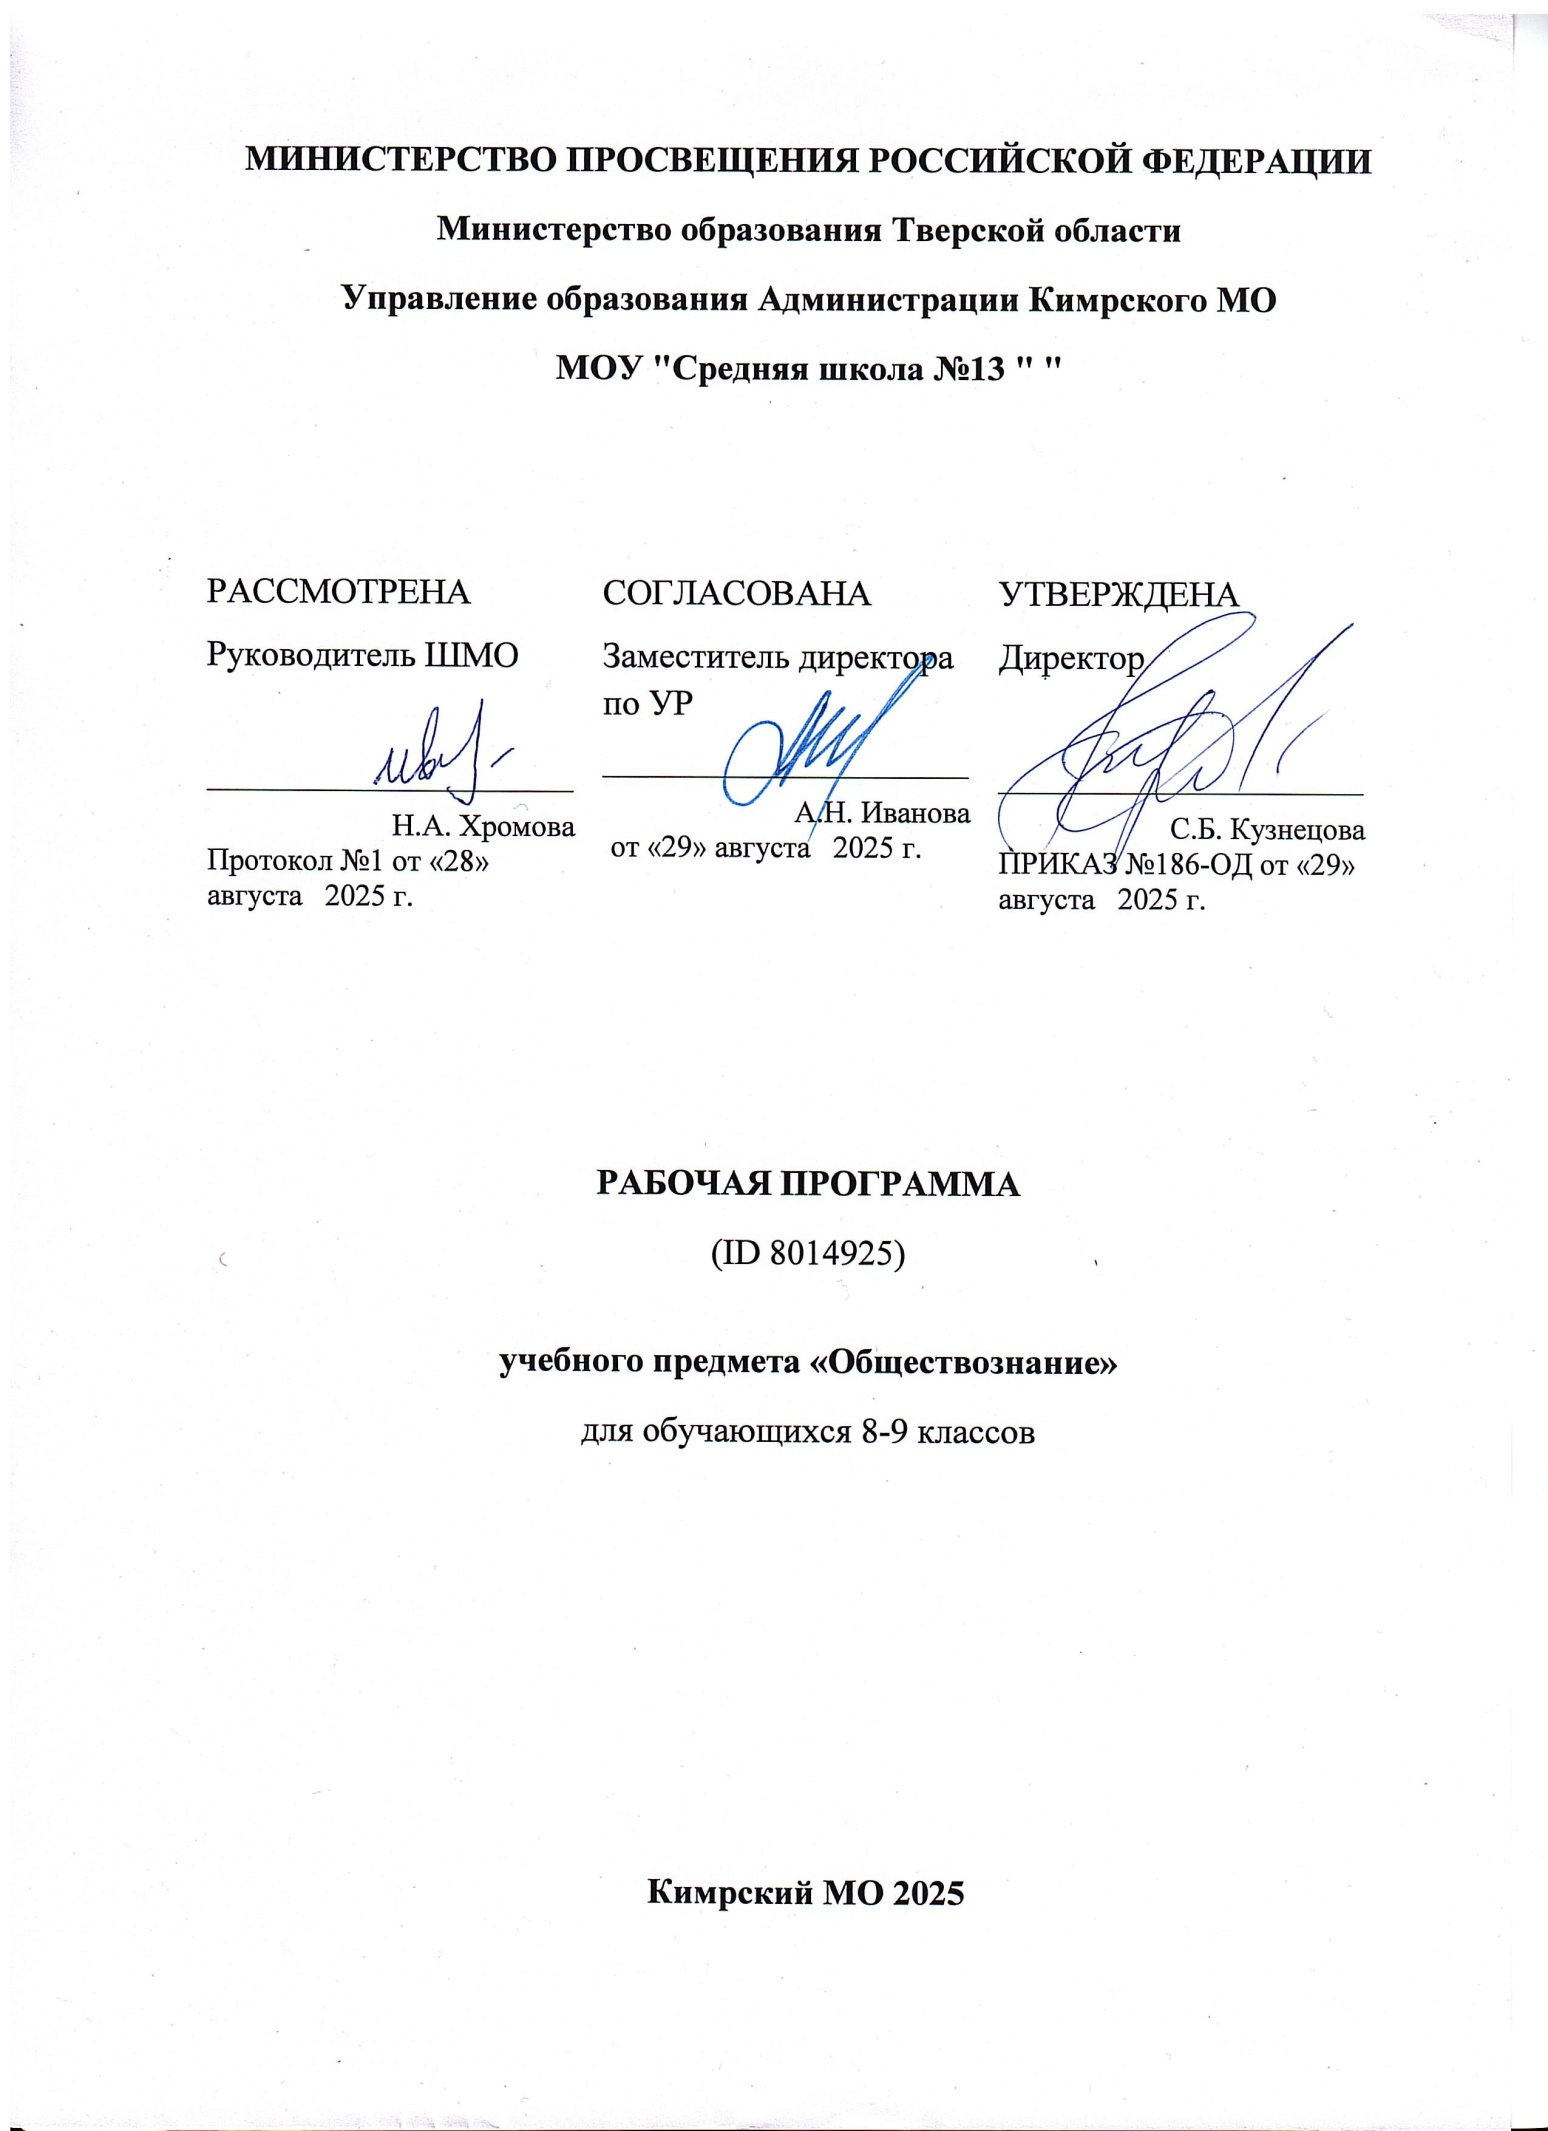 МИНИСТЕРСТВО ПРОСВЕЩЕНИЯ РОССИЙСКОЙ ФЕДЕРАЦИИ
Министерство образования Тверской области
Управление образования Администрации Кимрского МО
МОУ "Средняя школа №13 " "
РАССМОТРЕНА
Руководитель ШМО
Н.А. Хромова
Протокол №1 от «28»
августа 2025 г.
СОГЛАСОВАНА
Заместитель директора
по УР
А.Н. Иванова
от «29» августа 2025 г.
УТВЕРЖДЕНА
Директор
С.Б. Кузнецова
ПРИКАЗ №186-ОД от «29»
августа 2025 г.
РАБОЧАЯ ПРОГРАММА
(ID 8014925)
учебного предмета «Обществознание»
для обучающихся 8-9 классов
Кимрский МО 2025